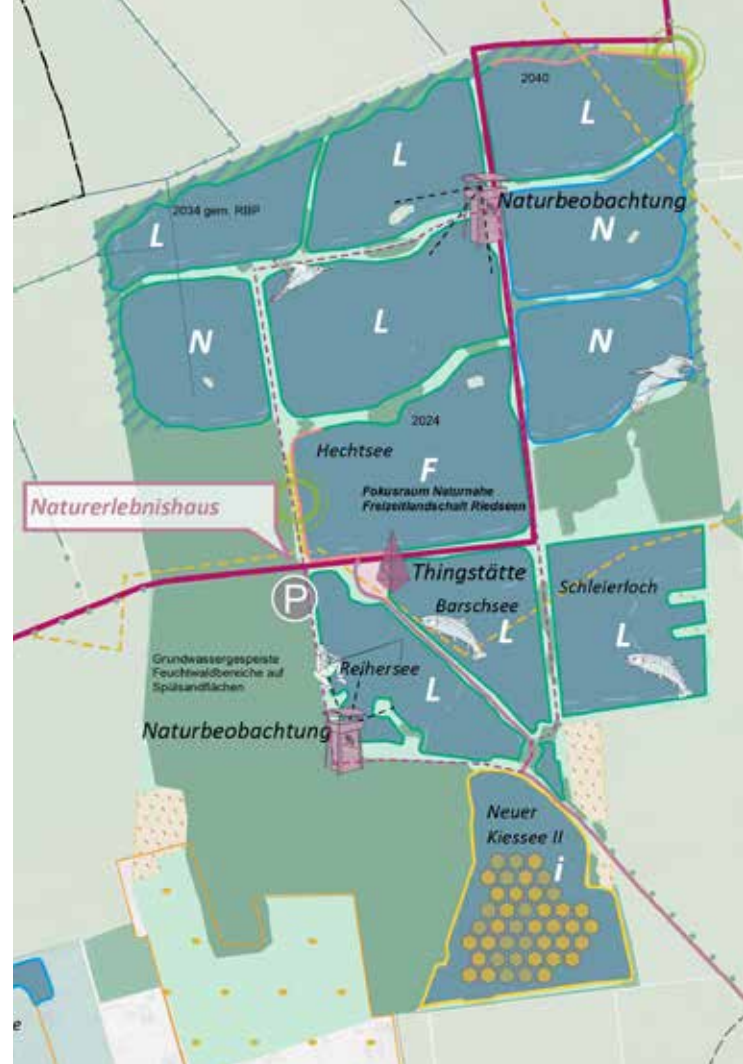 2040
L
L
Naturbeobachtung
2034 gem. RBP
L
N
L
N
N
2024
Hechtsee
F
Fokusraum Naturnahe
Freizeitlandschaft Riedseen
Naturerlebnishaus
P
Thingstätte
Schleierloch
Barschsee
L
L
Grundwassergespeiste
Feuchtwaldbereiche auf
Spülsandflächen
Reihersee
L
Naturbeobachtung
Neuer
Kiessee II
i
e